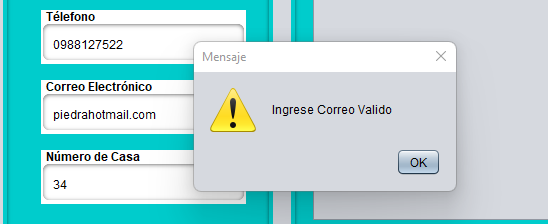 Télefono
0988127522
Correo Electrónico
piedrahotmail.com
Número de Casa
34
Mensaje
Ingrese Correo Valido
OK